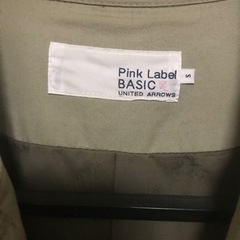 Pink Label
BASIC
UNITED ARROWS
S